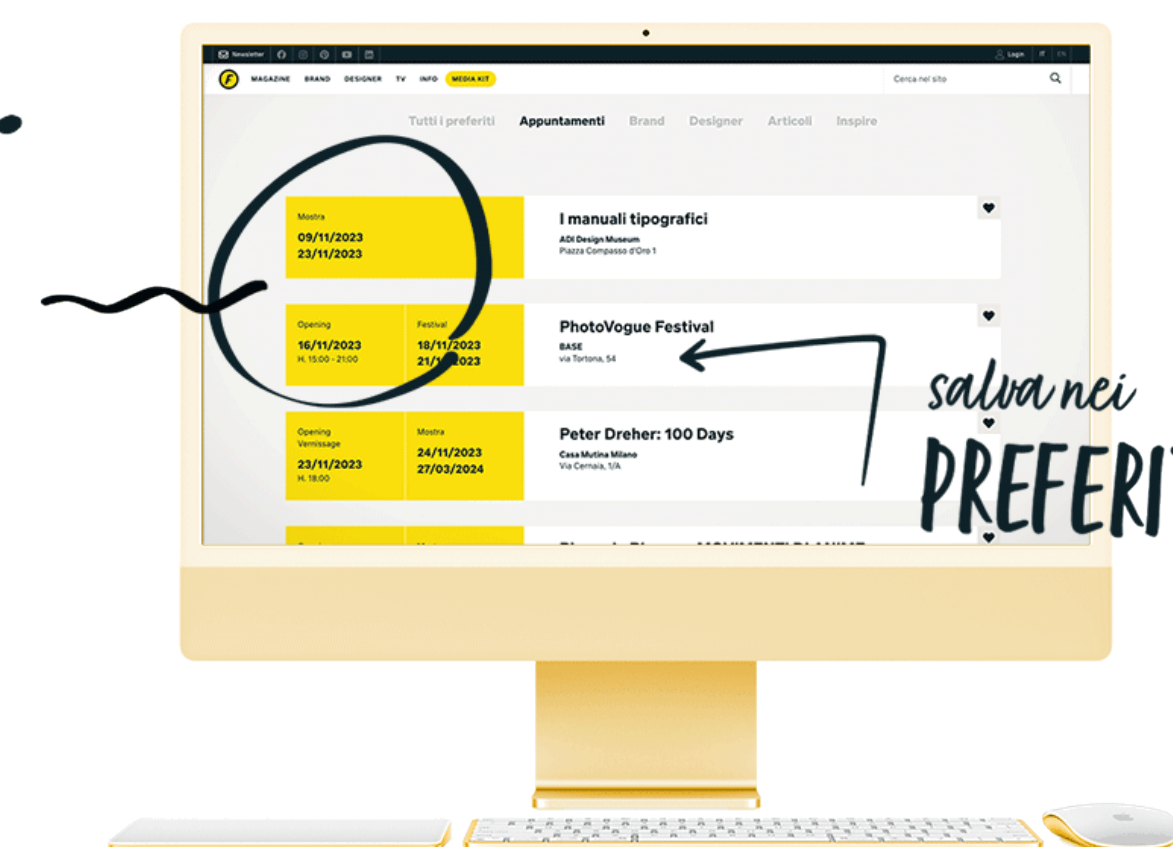 Newsletter
Login IT EN
F MAGAZINE BRAND DESIGNER TV INFO MEDIA KIT
Cerca nel sito
Tutti i preferiti Appuntamenti Brand Designer Articoli Inspire
Mostra
09/11/2023
23/11/2023
I manuali tipografici
ADI Design Museum
Piazza Compasso d'Oro 1
Opening
16/11/2023
H. 15:00 - 21:00
Festival
18/11/2023
PhotoVogue Festival
BASE
via Tortona, 54
salva nei
PREFERI
Opening
Vernissage
23/11/2023
H. 18:00
Mostra
24/11/2023
27/03/2024
Peter Dreher: 100 Days
Casa Mutina Milano
Via Cernaia, 1/A